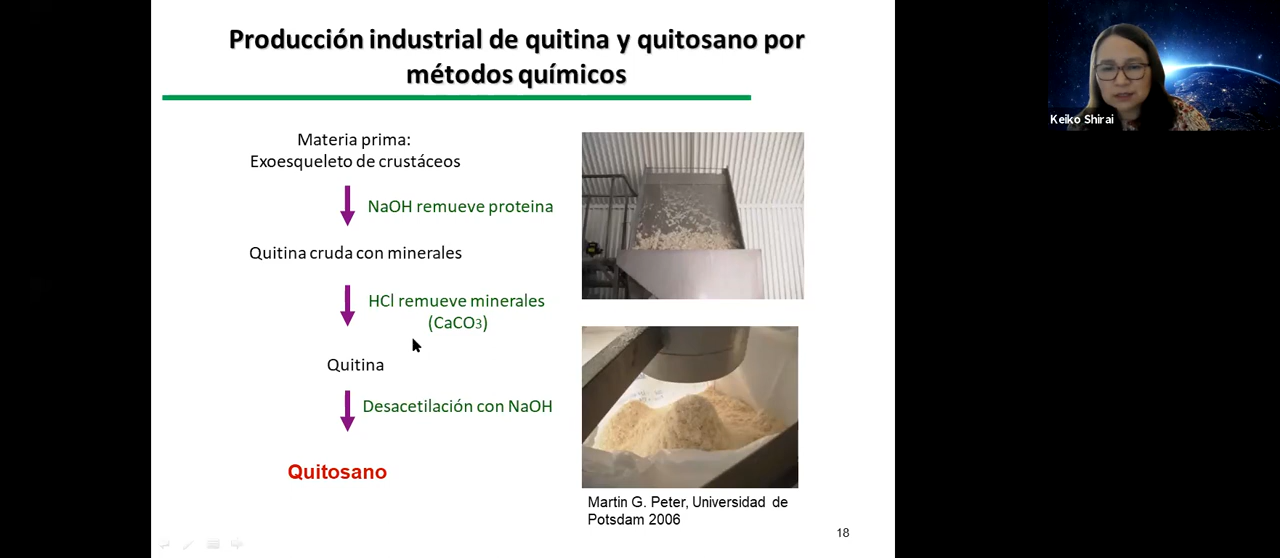 Producción industrial de quitina y quitosano por
métodos químicos
Materia prima:
Exoesqueleto de crustáceos
NaOH remueve proteina
Quitina cruda con minerales
HCl remueve minerales
(CaCO3)
Quitina
Desacetilación con NaOH
Quitosano
Martin G. Peter, Universidad de
Potsdam 2006
18
Keiko Shirai